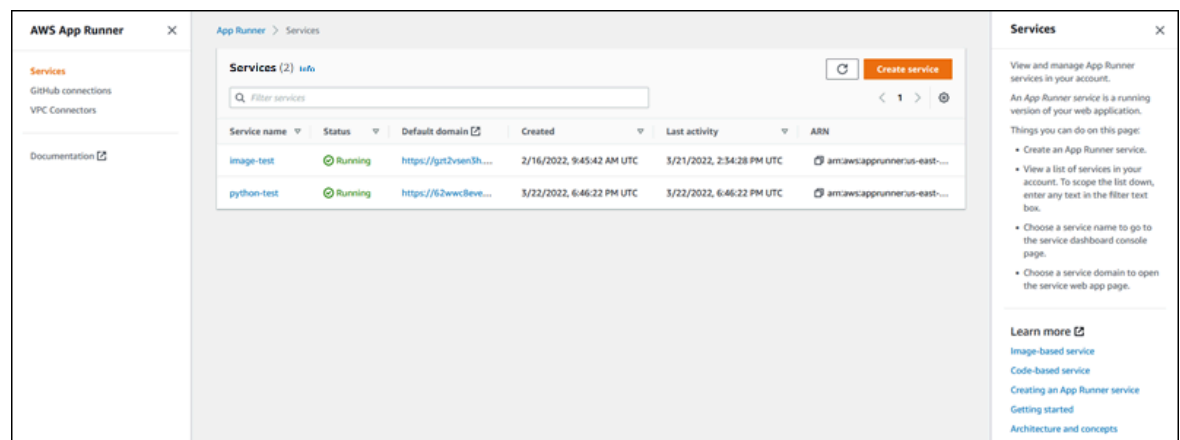 AWS App Runner
Services
GitHub connections
VPC Connectors
Documentation
App Runner > Services
Services (2) Info
Create service
Filter services
1
Service name Status Default domain Created Last activity ARN
image-test Running https://gzt2vsen3h.... 2/16/2022, 9:45:42 AM UTC 3/21/2022, 2:34:28 PM UTC arn:aws:apprunner:us-east-...
python-test Running https://62wwc8eve... 3/22/2022, 6:46:22 PM UTC 3/22/2022, 6:46:22 PM UTC arn:aws:apprunner:us-east-...
Services
View and manage App Runner
services in your account.
An App Runner service is a running
version of your web application.
Things you can do on this page:
• Create an App Runner service.
• View a list of services in your
account. To scope the list down,
enter any text in the filter text
box.
• Choose a service name to go to
the service dashboard console
page.
• Choose a service domain to open
the service web app page.
Learn more
Image-based service
Code-based service
Creating an App Runner service
Getting started
Architecture and concepts